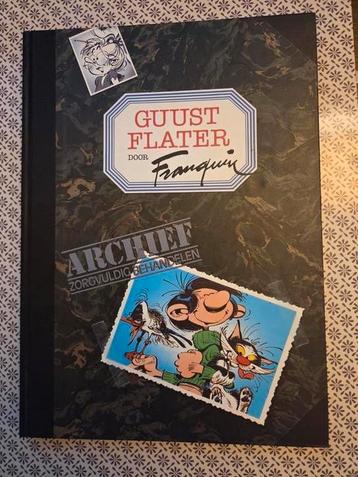 GUUST
FLATER
DOOR Franquin
ARCHIEF
ZORGVULDIG BEHANDELEN